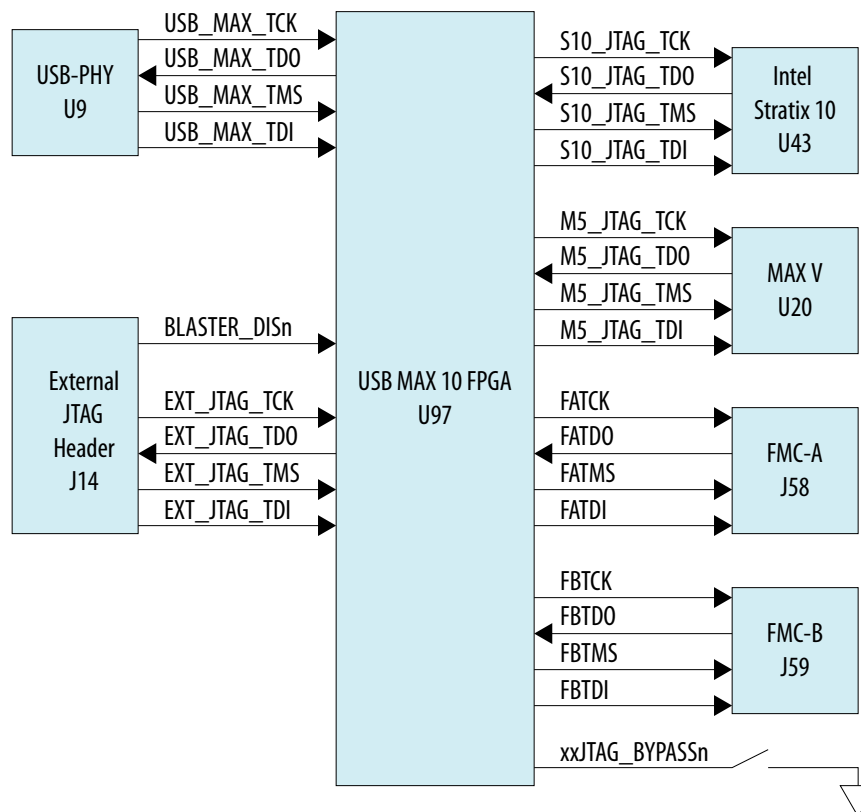 USB-PHY
U9
USB_MAX_TCK
USB_MAX_TDO
USB_MAX_TMS
USB_MAX_TDI
External
JTAG
Header
J14
BLASTER_DISn
EXT_JTAG_TCK
EXT_JTAG_TDO
EXT_JTAG_TMS
EXT_JTAG_TDI
USB MAX 10 FPGA
U97
S10_JTAG_TCK
S10_JTAG_TDO
S10_JTAG_TMS
S10_JTAG_TDI
Intel
Stratix 10
U43
M5_JTAG_TCK
M5_JTAG_TDO
M5_JTAG_TMS
M5_JTAG_TDI
MAX V
U20
FATCK
FATDO
FATMS
FATDI
FMC-A
J58
FBTCK
FBTDO
FBTMS
FBTDI
FMC-B
J59
xxJTAG_BYPASSn